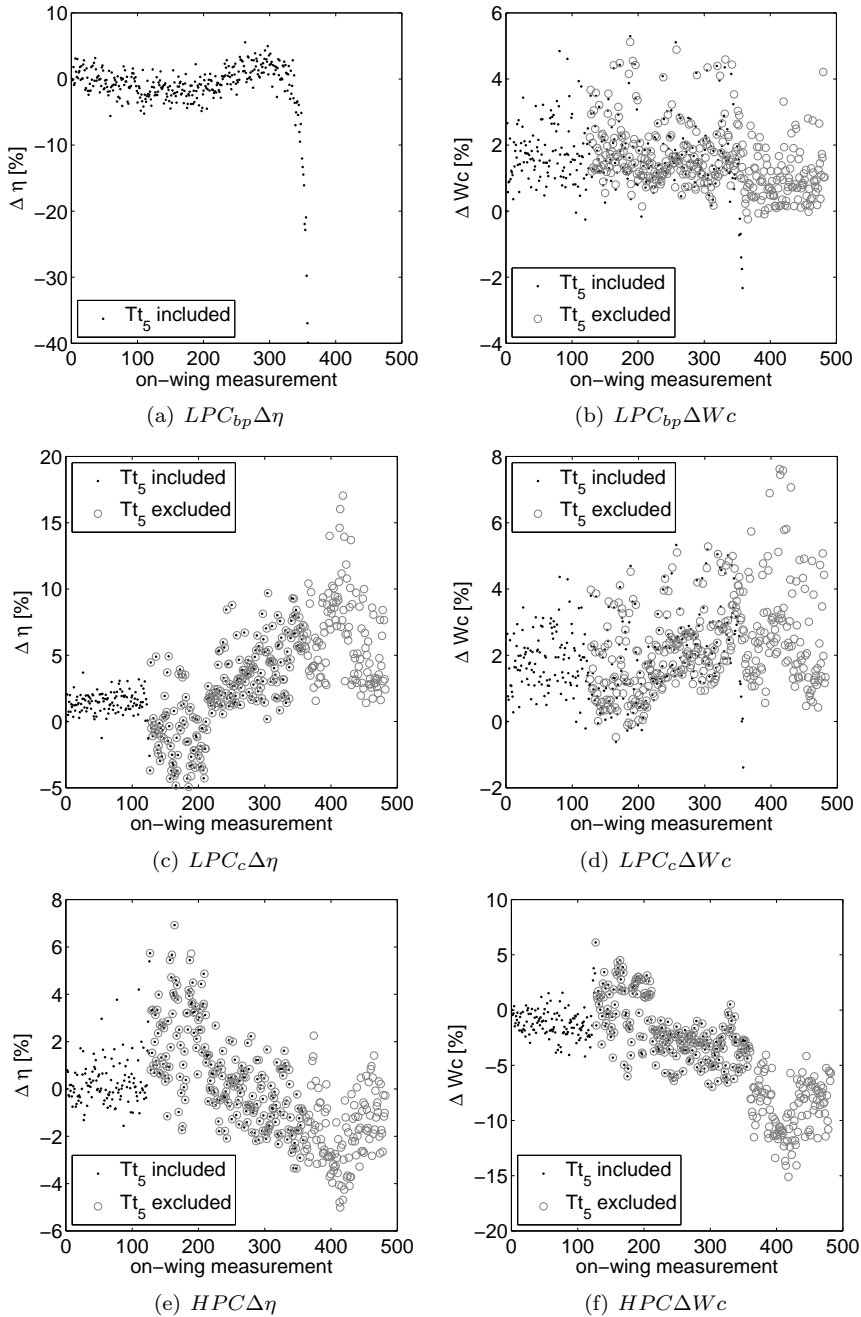 10
0
−10
−20
−30
−40
Δ η [%]
0 100 200 300 400 500
on−wing measurement
Tt5 included
(a) LPCbpΔη
6
4
2
0
−2
−4
Δ Wc [%]
0 100 200 300 400 500
on−wing measurement
Tt5 included
Tt5 excluded
(b) LPCbpΔWc
20
15
10
5
0
−5
Δ η [%]
0 100 200 300 400 500
on−wing measurement
Tt5 included
Tt5 excluded
(c) LPCcΔη
8
6
4
2
0
−2
Δ Wc [%]
0 100 200 300 400 500
on−wing measurement
Tt5 included
Tt5 excluded
(d) LPCcΔWc
8
6
4
2
0
−2
−4
−6
Δ η [%]
0 100 200 300 400 500
on−wing measurement
Tt5 included
Tt5 excluded
(e) HPCΔη
10
5
0
−5
−10
−15
−20
Δ Wc [%]
0 100 200 300 400 500
on−wing measurement
Tt5 included
Tt5 excluded
(f) HPCΔWc